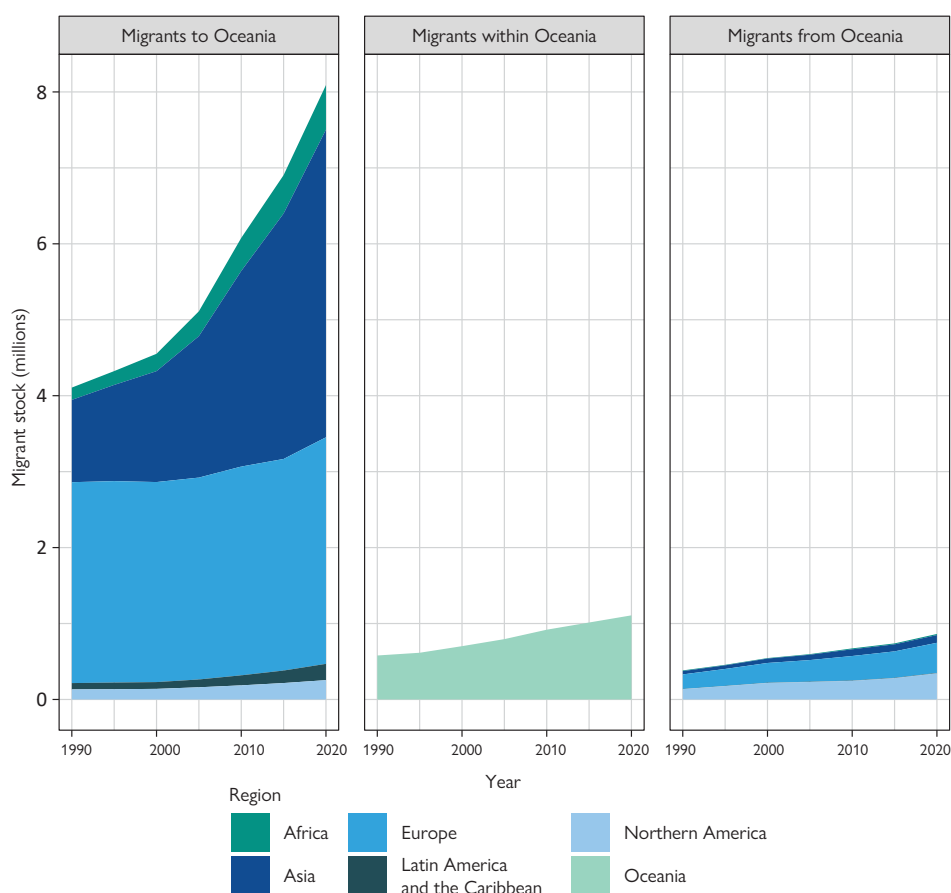 Migrants to Oceania
Migrants within Oceania
Migrants from Oceania
8
6
4
2
0
Migrant stock (millions)
1990 2000 2010 2020
1990 2000 2010 2020
1990 2000 2010 2020
Year
Region
Africa
Europe
Northern America
Asia
Latin America
and the Caribbean
Oceania